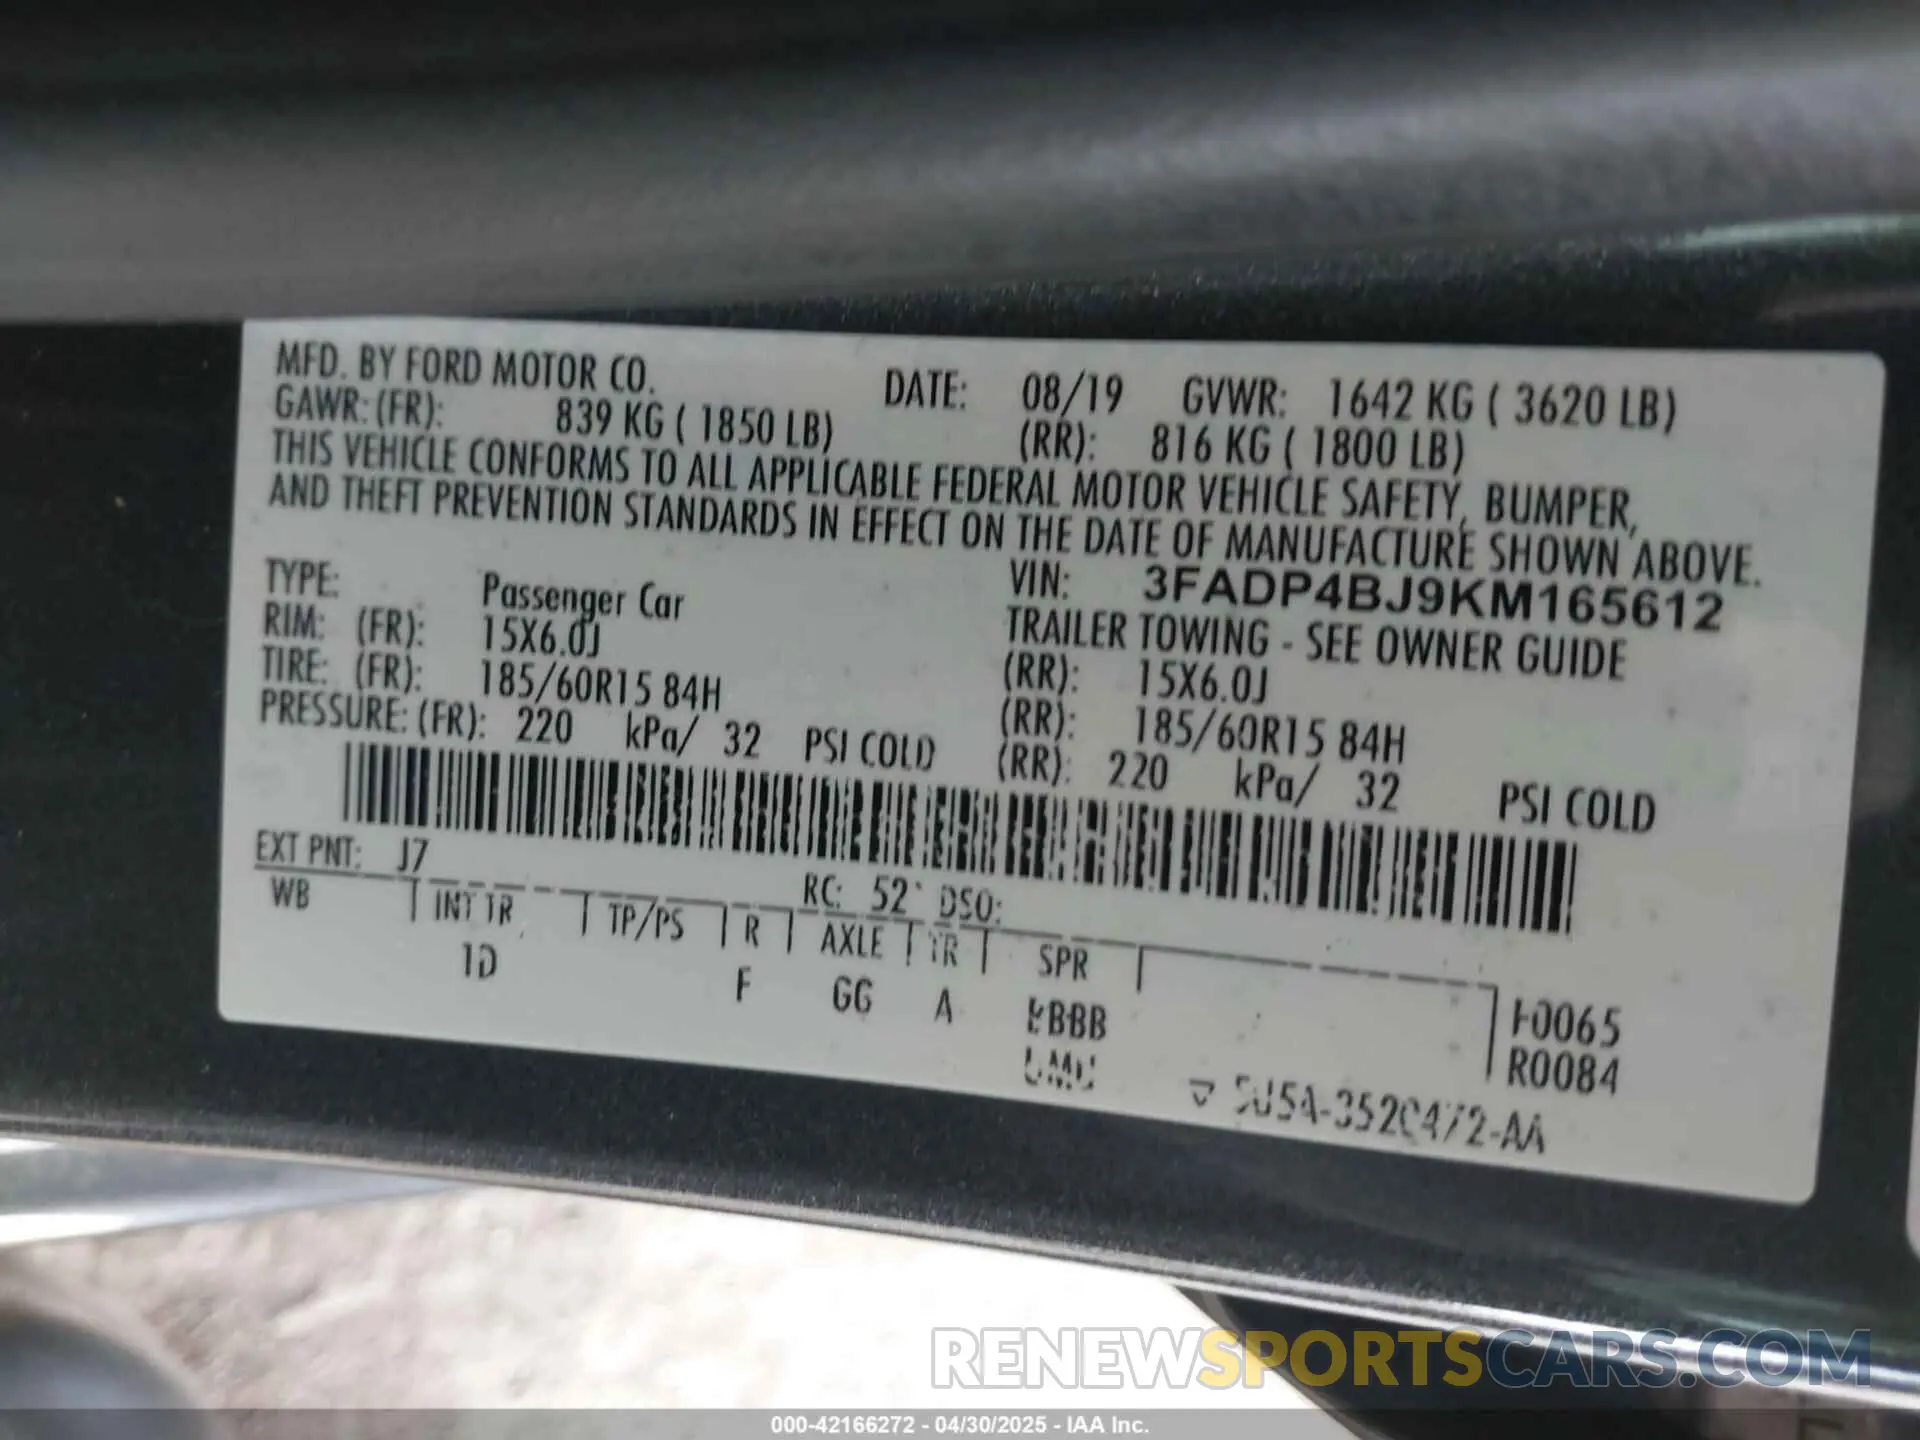 MFD. BY FORD MOTOR CO. DATE: 08/19 GVWR: 1642 KG ( 3620 LB)
GAWR: (FR): 839 KG ( 1850 LB) (RR): 816 KG ( 1800 LB)
THIS VEHICLE CONFORMS TO ALL APPLICABLE FEDERAL MOTOR VEHICLE SAFETY, BUMPER,
AND THEFT PREVENTION STANDARDS IN EFFECT ON THE DATE OF MANUFACTURE SHOWN ABOVE.
VIN: 3FADP4BJ9KM165612
TYPE: Passenger Car TRAILER TOWING - SEE OWNER GUIDE
RIM: (FR): 15X6.0J (RR): 15X6.0J
TIRE: (FR): 185/60R15 84H (RR): 185/60R15 84H
PRESSURE: (FR): 220 kPa/ 32 PSI COLD (RR): 220 kPa/ 32 PSI COLD
EXT PNT: J7 RC: 52 DSO:
WB INT TR TP/PS R AXLE TR SPR
1D F GG A BBB F0065
R0084
RENEWSPORTSCARS.COM
000-42166272 - 04/30/2025 - IAA Inc.